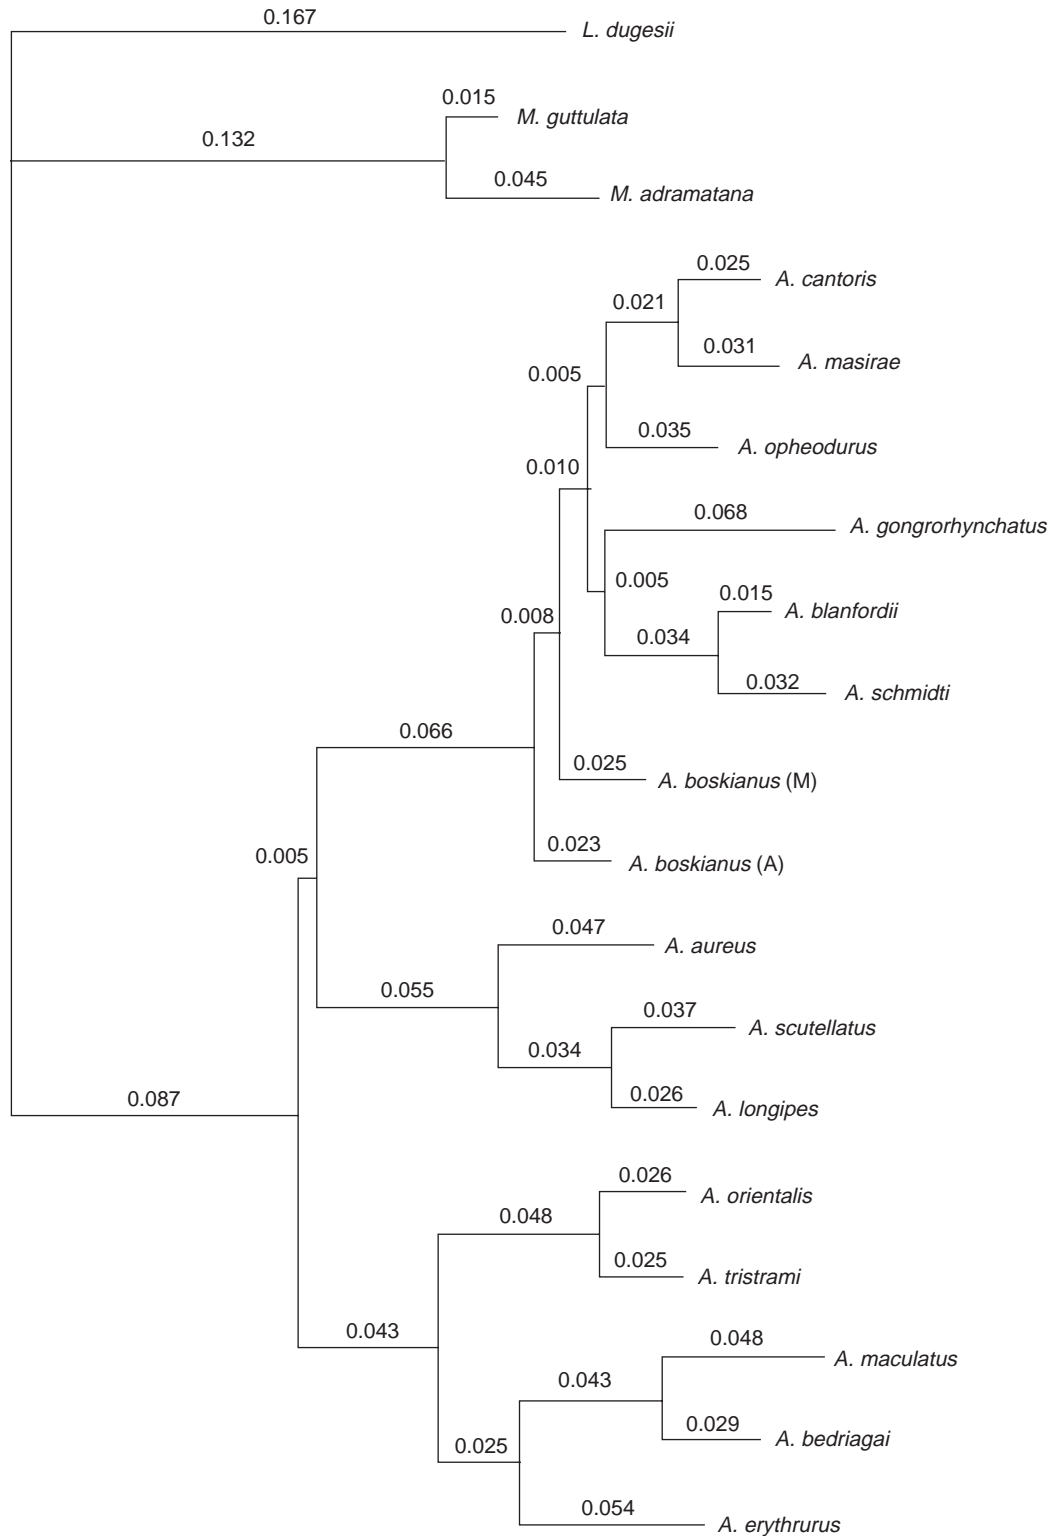 0.167
L. dugesii
0.015
M. guttulata
0.132
0.045
M. adramatana
0.025
A. cantoris
0.021
0.031
A. masirae
0.005
0.035
A. opheodurus
0.010
0.068
A. gongrorhynchatus
0.005
0.015
A. blanfordii
0.008
0.034
0.032
A. schmidti
0.066
0.025
A. boskianus (M)
0.023
A. boskianus (A)
0.005
0.047
A. aureus
0.055
0.037
A. scutellatus
0.034
0.026
A. longipes
0.087
0.026
A. orientalis
0.048
0.025
A. tristrami
0.043
0.048
A. maculatus
0.043
0.029
A. bedriagai
0.025
0.054
A. erythrurus